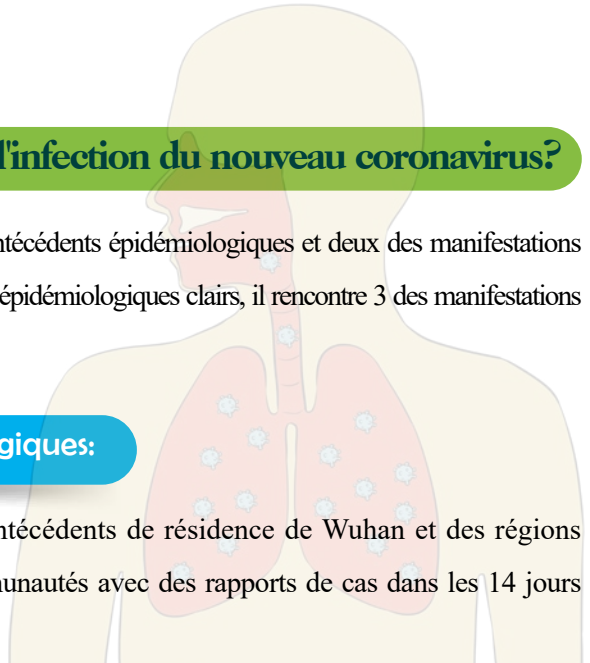 l'infection du nouveau coronavirus?
ntécédents épidémiologiques et deux des manifestations
épidémiologiques clairs, il rencontre 3 des manifestations
giques:
ntécédents de résidence de Wuhan et des régions
unautés avec des rapports de cas dans les 14 jours